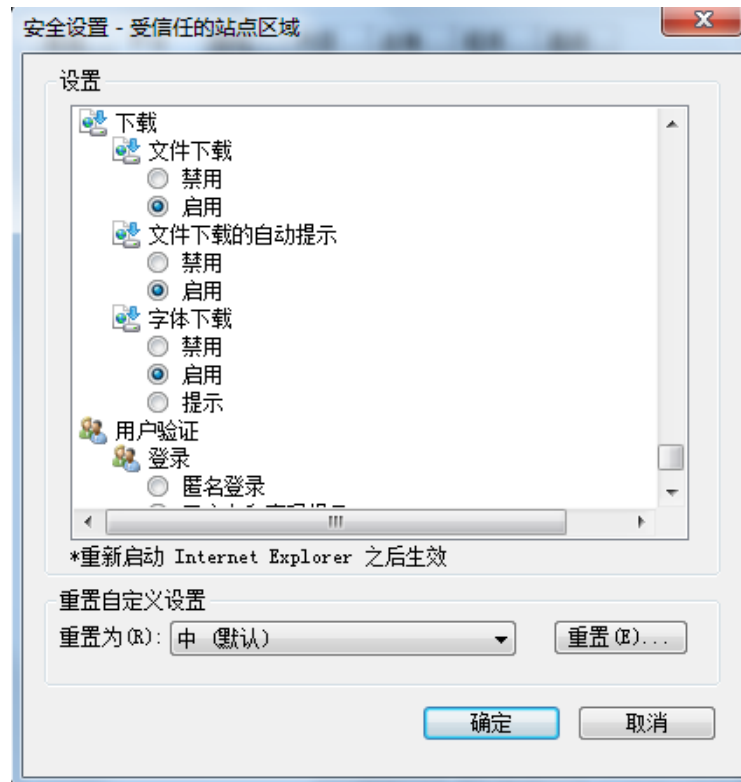 安全设置 - 受信任的站点区域
设置
下载
文件下载
禁用
启用
文件下载的自动提示
禁用
启用
字体下载
禁用
启用
提示
用户验证
登录
匿名登录
*重新启动 Internet Explorer 之后生效
重置自定义设置
重置为(R): 中 (默认) 重置(E)...
确定 取消